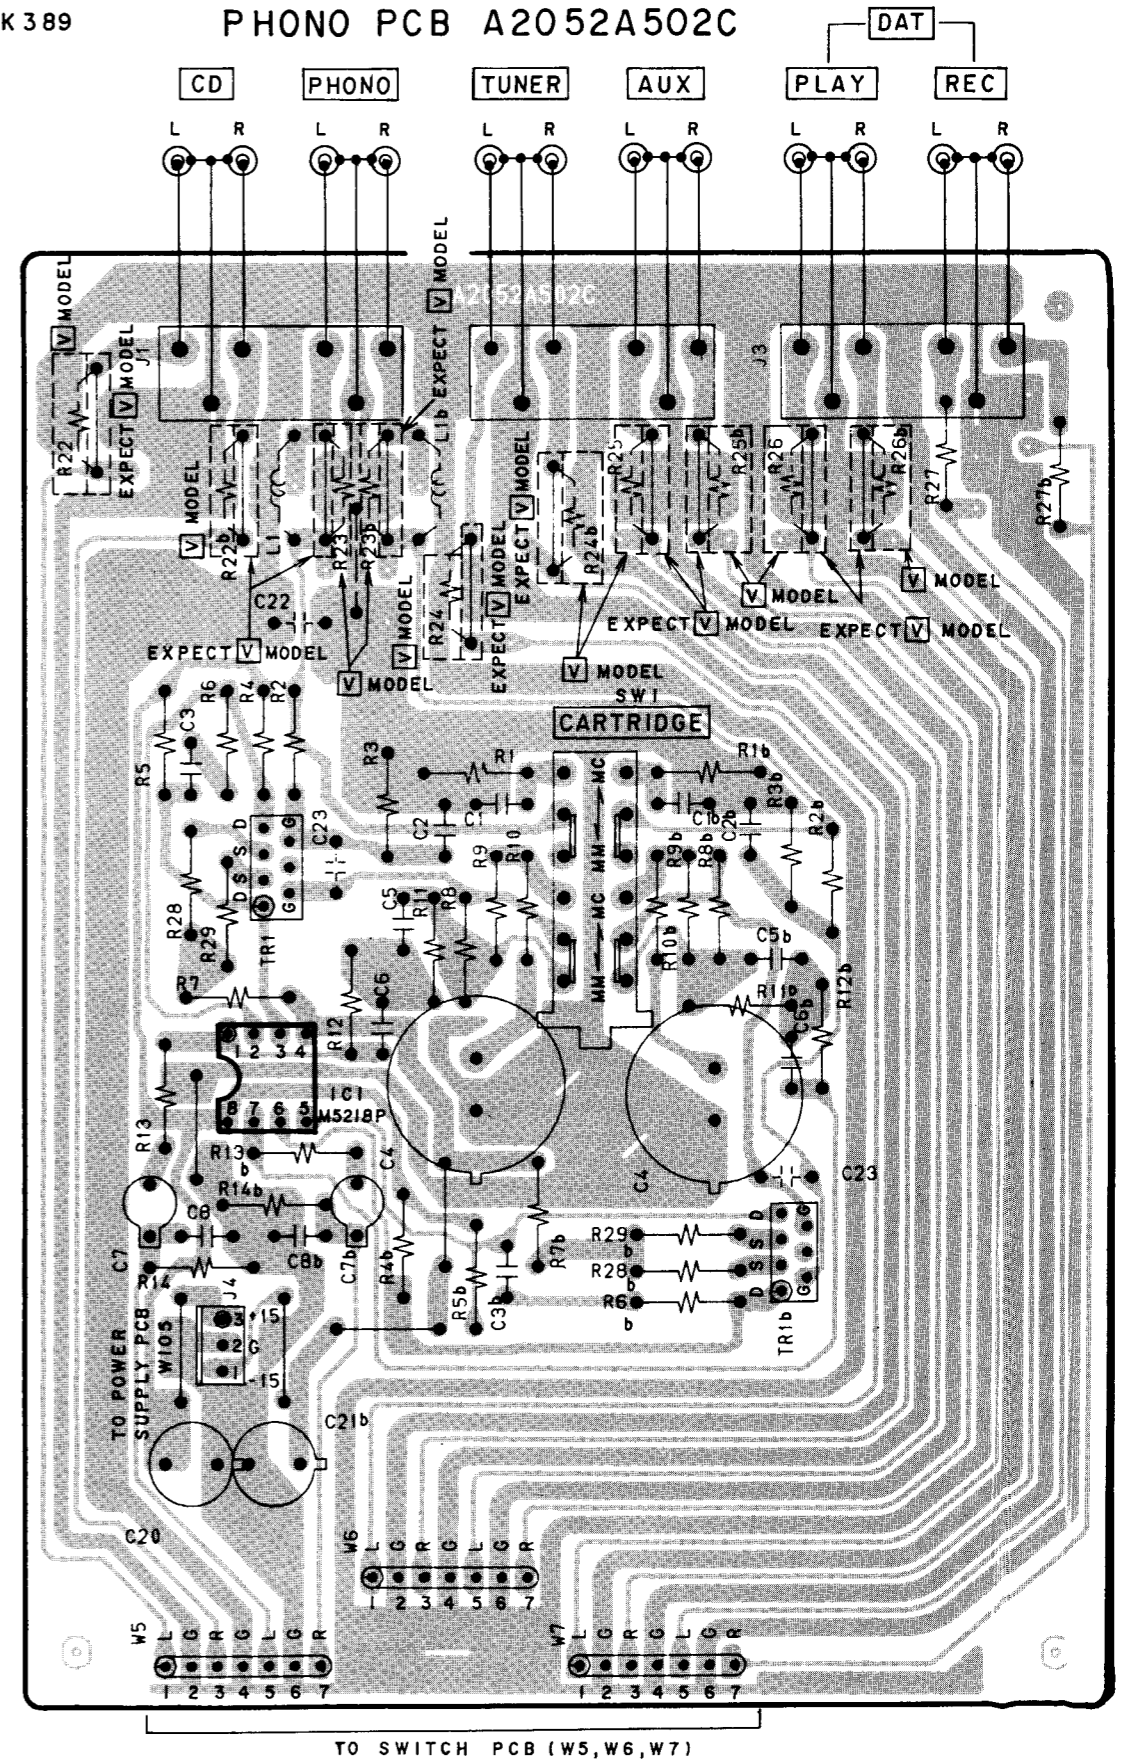 K389
PHONO PCB A2052A502C
DAT
CD PHONO TUNER AUX PLAY REC
L R L R L R L R L R L R
A2052A502C
J1
J3
V MODEL
EXPECT V MODEL
R22
V MODEL
R22b
L1
R23
R23b
L1b EXPECT V MODEL
V MODEL
R24
EXPECT V MODEL
EXPECT V MODEL
R24b
R25
R25b
R26
R26b
R27
R27b
C22
EXPECT V MODEL
V MODEL
V MODEL
EXPECT V MODEL
V MODEL
EXPECT V MODEL
V MODEL
SW1
CARTRIDGE
R5
C3
R6
R4
R2
R3
R1
R1b
R3b
R2b
C2
C1
C1b
C2b
MM MC
MM MC
MM MC
MM MC
D S S D
G G
C23
R28
R29
TR1
C5
R11
R8
R9
R10
R9b
R8b
R10b
C5b
R11b
R12b
C6b
R7
R12
C6
1 2 3 4
8 7 6 5
IC1
M5218P
R13
R13
b
R14b
C4
C4
C23
C7
C8
C8b
C7b
R14
J4
R4b
R5b
C3b
R7b
R29
b
R28
b
R6
b
D S S D
G G
TR1b
TO POWER
SUPPLY PCB
W105
3 +15
2 G
1 -15
C21b
C20
W6
L G R G L G R
1 2 3 4 5 6 7
W5
L G R G L G R
1 2 3 4 5 6 7
W7
L G R G L G R
1 2 3 4 5 6 7
TO SWITCH PCB (W5,W6,W7)